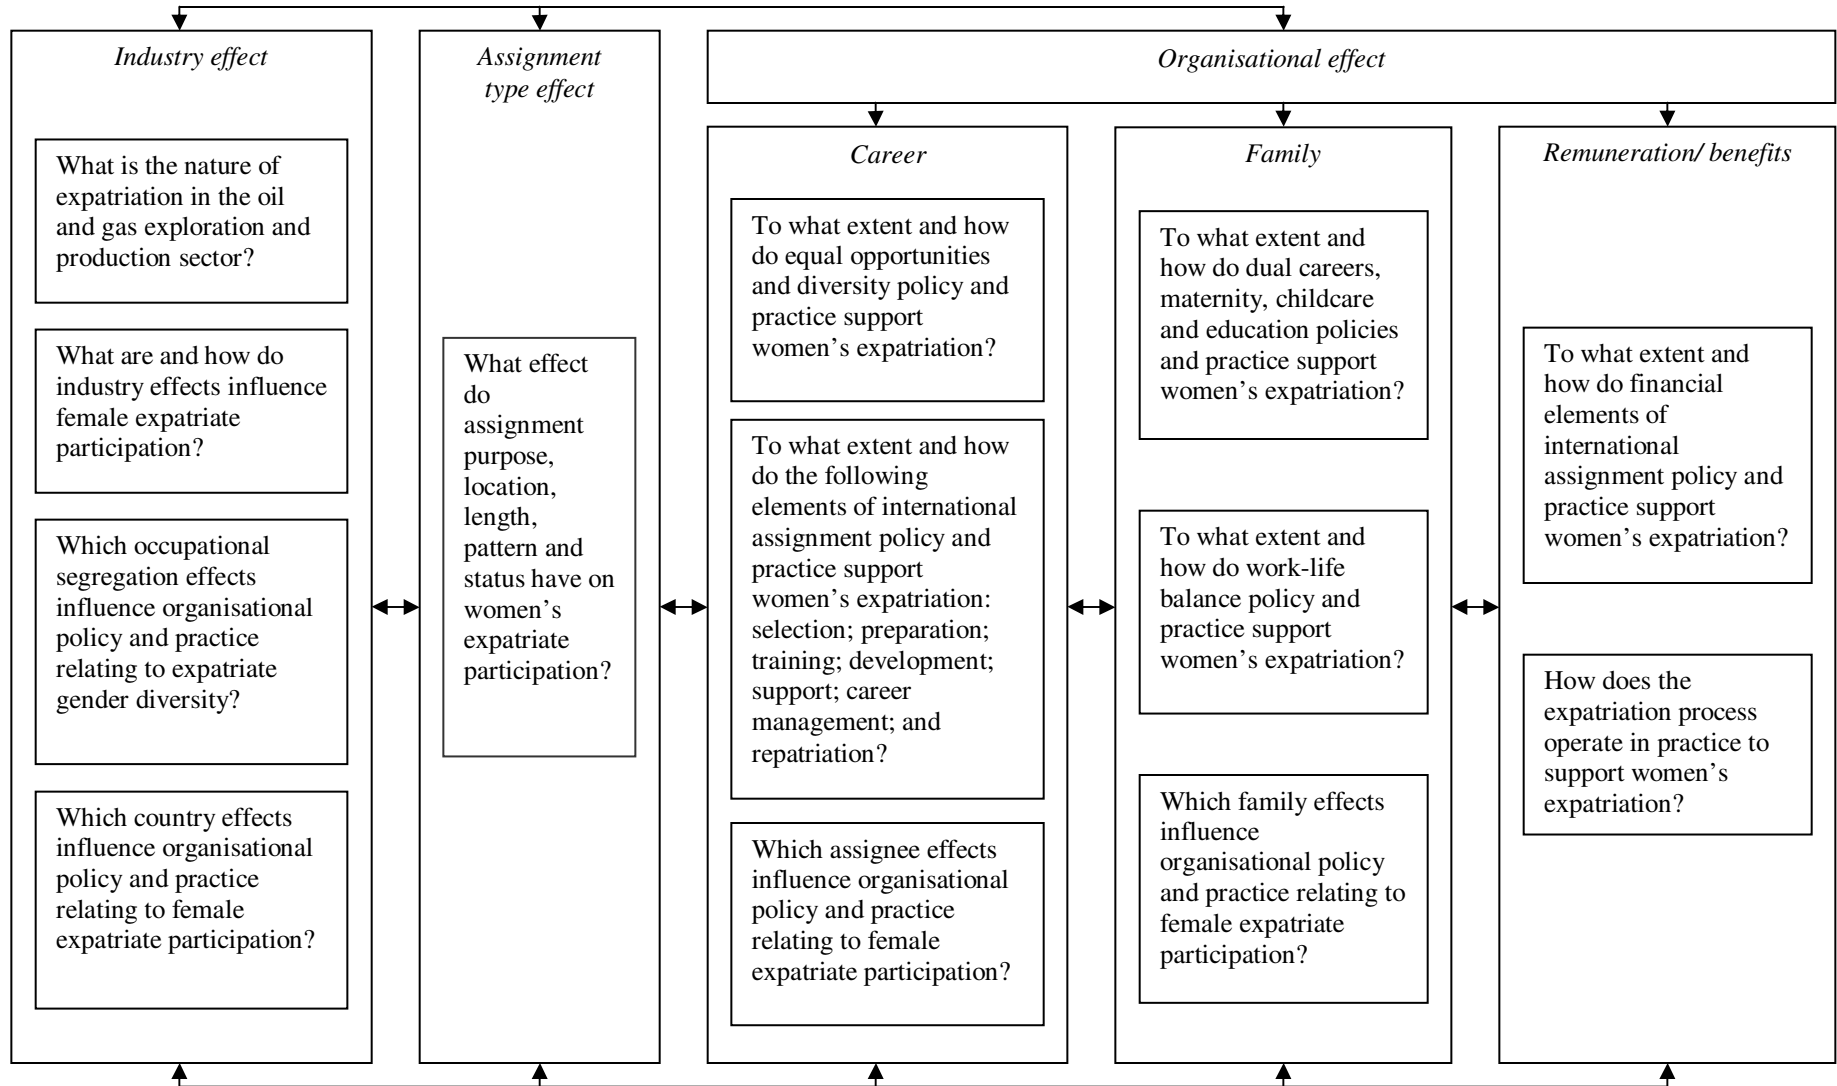 Industry effect
What is the nature of
expatriation in the oil
and gas exploration and
production sector?
What are and how do
industry effects influence
female expatriate
participation?
Which occupational
segregation effects
influence organisational
policy and practice
relating to expatriate
gender diversity?
Which country effects
influence organisational
policy and practice
relating to female
expatriate participation?
Assignment
type effect
What effect
do
assignment
purpose,
location,
length,
pattern and
status have on
women’s
expatriate
participation?
Organisational effect
Career
To what extent and how
do equal opportunities
and diversity policy and
practice support
women’s expatriation?
To what extent and how
do the following
elements of international
assignment policy and
practice support
women’s expatriation:
selection; preparation;
training; development;
support; career
management; and
repatriation?
Which assignee effects
influence organisational
policy and practice
relating to female
expatriate participation?
Family
To what extent and
how do dual careers,
maternity, childcare
and education policies
and practice support
women’s expatriation?
To what extent and
how do work-life
balance policy and
practice support
women’s expatriation?
Which family effects
influence
organisational policy
and practice relating to
female expatriate
participation?
Remuneration/ benefits
To what extent and
how do financial
elements of
international
assignment policy and
practice support
women’s expatriation?
How does the
expatriation process
operate in practice to
support women’s
expatriation?